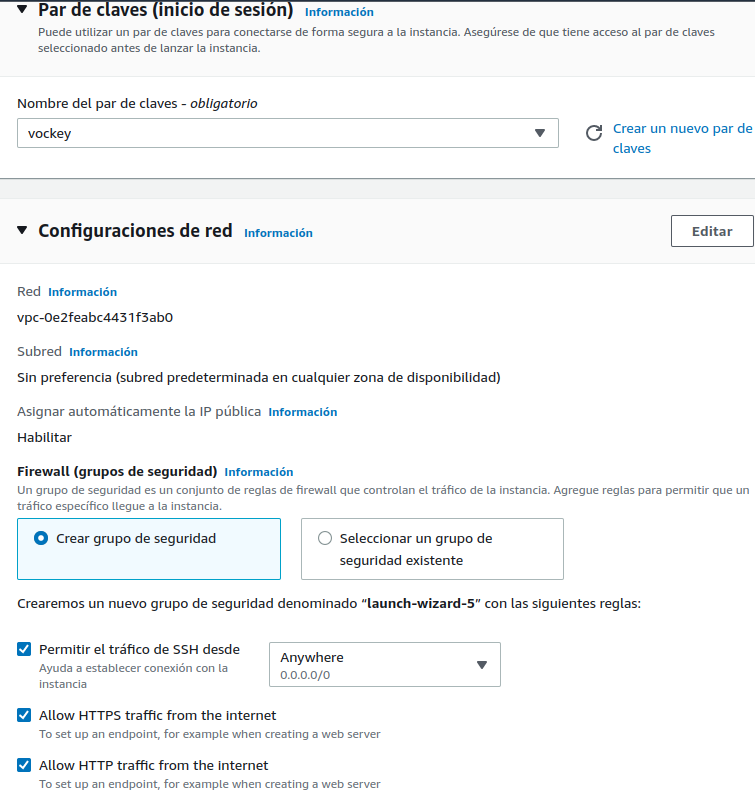 Par de claves (inicio de sesión) Información
Puede utilizar un par de claves para conectarse de forma segura a la instancia. Asegúrese de que tiene acceso al par de claves
seleccionado antes de lanzar la instancia.
Nombre del par de claves - obligatorio
vockey
Crear un nuevo par de
claves
Configuraciones de red Información
Editar
Red Información
vpc-0e2feabc4431f3ab0
Subred Información
Sin preferencia (subred predeterminada en cualquier zona de disponibilidad)
Asignar automáticamente la IP pública Información
Habilitar
Firewall (grupos de seguridad) Información
Un grupo de seguridad es un conjunto de reglas de firewall que controlan el tráfico de la instancia. Agregue reglas para permitir que un
tráfico específico llegue a la instancia.
Crear grupo de seguridad
Seleccionar un grupo de
seguridad existente
Crearemos un nuevo grupo de seguridad denominado “launch-wizard-5” con las siguientes reglas:
Permitir el tráfico de SSH desde
Ayuda a establecer conexión con la
instancia
Anywhere
0.0.0.0/0
Allow HTTPS traffic from the internet
To set up an endpoint, for example when creating a web server
Allow HTTP traffic from the internet
To set up an endpoint, for example when creating a web server